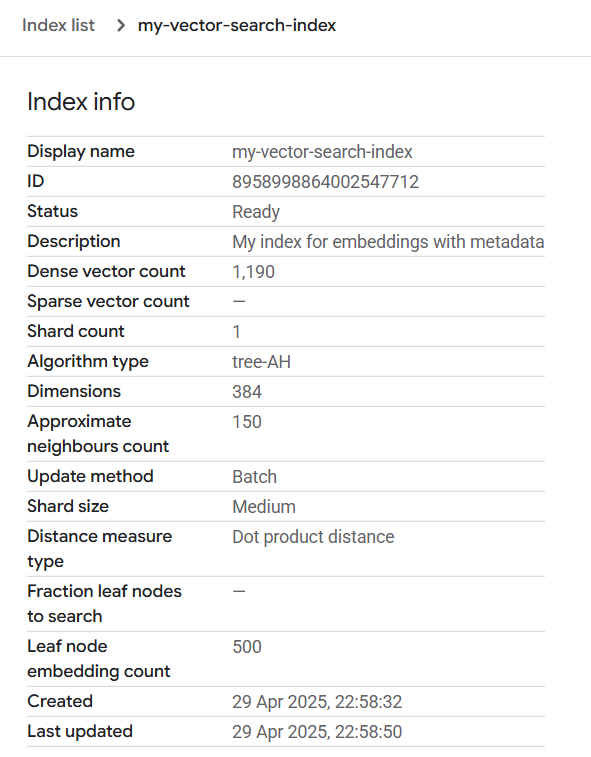 Index list > my-vector-search-index
Index info
Display name my-vector-search-index
ID 8958998864002547712
Status Ready
Description My index for embeddings with metadata
Dense vector count 1,190
Sparse vector count —
Shard count 1
Algorithm type tree-AH
Dimensions 384
Approximate 150
neighbours count
Update method Batch
Shard size Medium
Distance measure Dot product distance
type
Fraction leaf nodes —
to search
Leaf node 500
embedding count
Created 29 Apr 2025, 22:58:32
Last updated 29 Apr 2025, 22:58:50